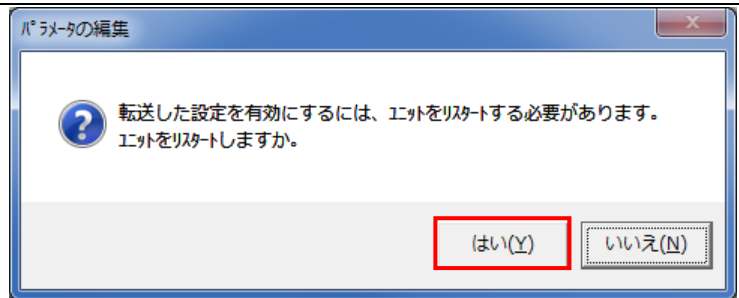 ﾊﾟﾗﾒｰﾀの編集
転送した設定を有効にするには、ﾕﾆｯﾄをﾘｽﾀｰﾄする必要があります。
ﾕﾆｯﾄをﾘｽﾀｰﾄしますか。
はい(Y)
いいえ(N)